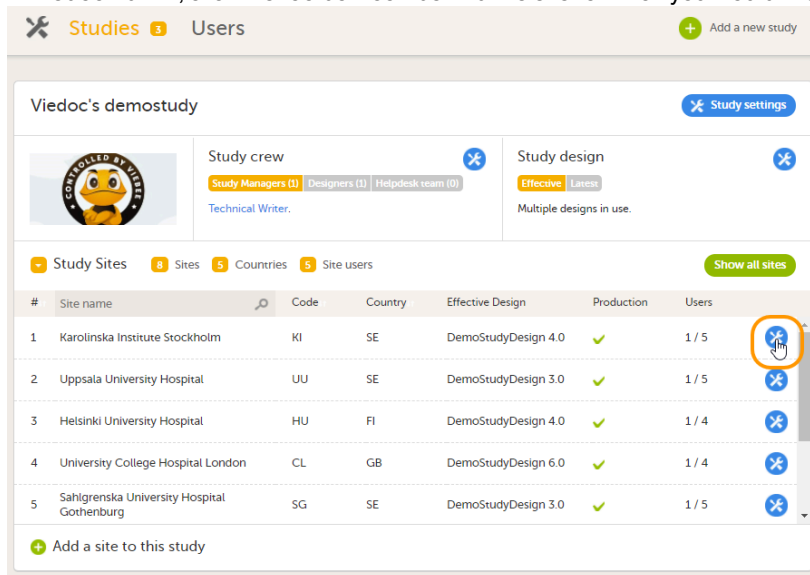 Studies 3 Users
Add a new study
Viedoc's demostudy
Study settings
CONTROLLED BY VIEBEE
Study crew
Study Managers (1) Designers (1) Helpdesk team (0)
Technical Writer.
Study design
Effective Latest
Multiple designs in use.
Study Sites 8 Sites 5 Countries 5 Site users
Show all sites
# Site name Code Country Effective Design Production Users
1 Karolinska Institute Stockholm KI SE DemoStudyDesign 4.0 1 / 5
2 Uppsala University Hospital UU SE DemoStudyDesign 3.0 1 / 5
3 Helsinki University Hospital HU FI DemoStudyDesign 4.0 1 / 4
4 University College Hospital London CL GB DemoStudyDesign 6.0 1 / 4
5 Sahlgrenska University Hospital Gothenburg SG SE DemoStudyDesign 3.0 1 / 5
Add a site to this study